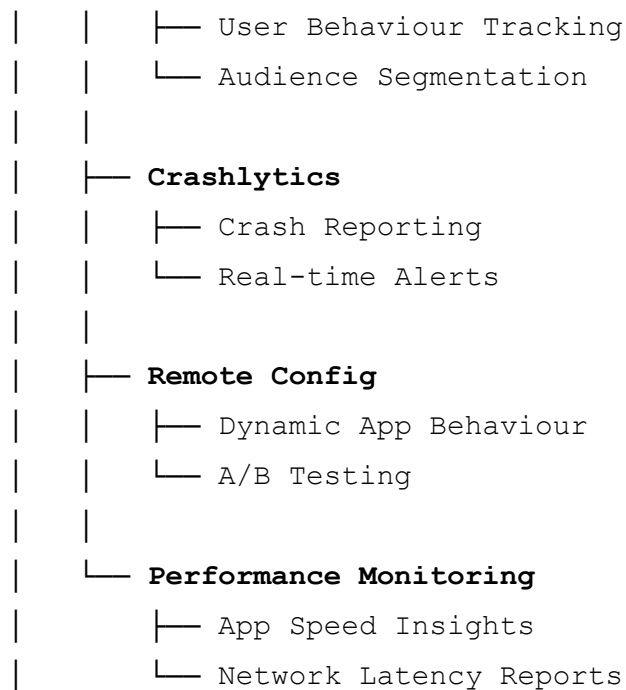 │   │   ├── User Behaviour Tracking
│   │   └── Audience Segmentation
│   │
│   ├── Crashlytics
│   │   ├── Crash Reporting
│   │   └── Real-time Alerts
│   │
│   ├── Remote Config
│   │   ├── Dynamic App Behaviour
│   │   └── A/B Testing
│   │
│   └── Performance Monitoring
│       ├── App Speed Insights
│       └── Network Latency Reports